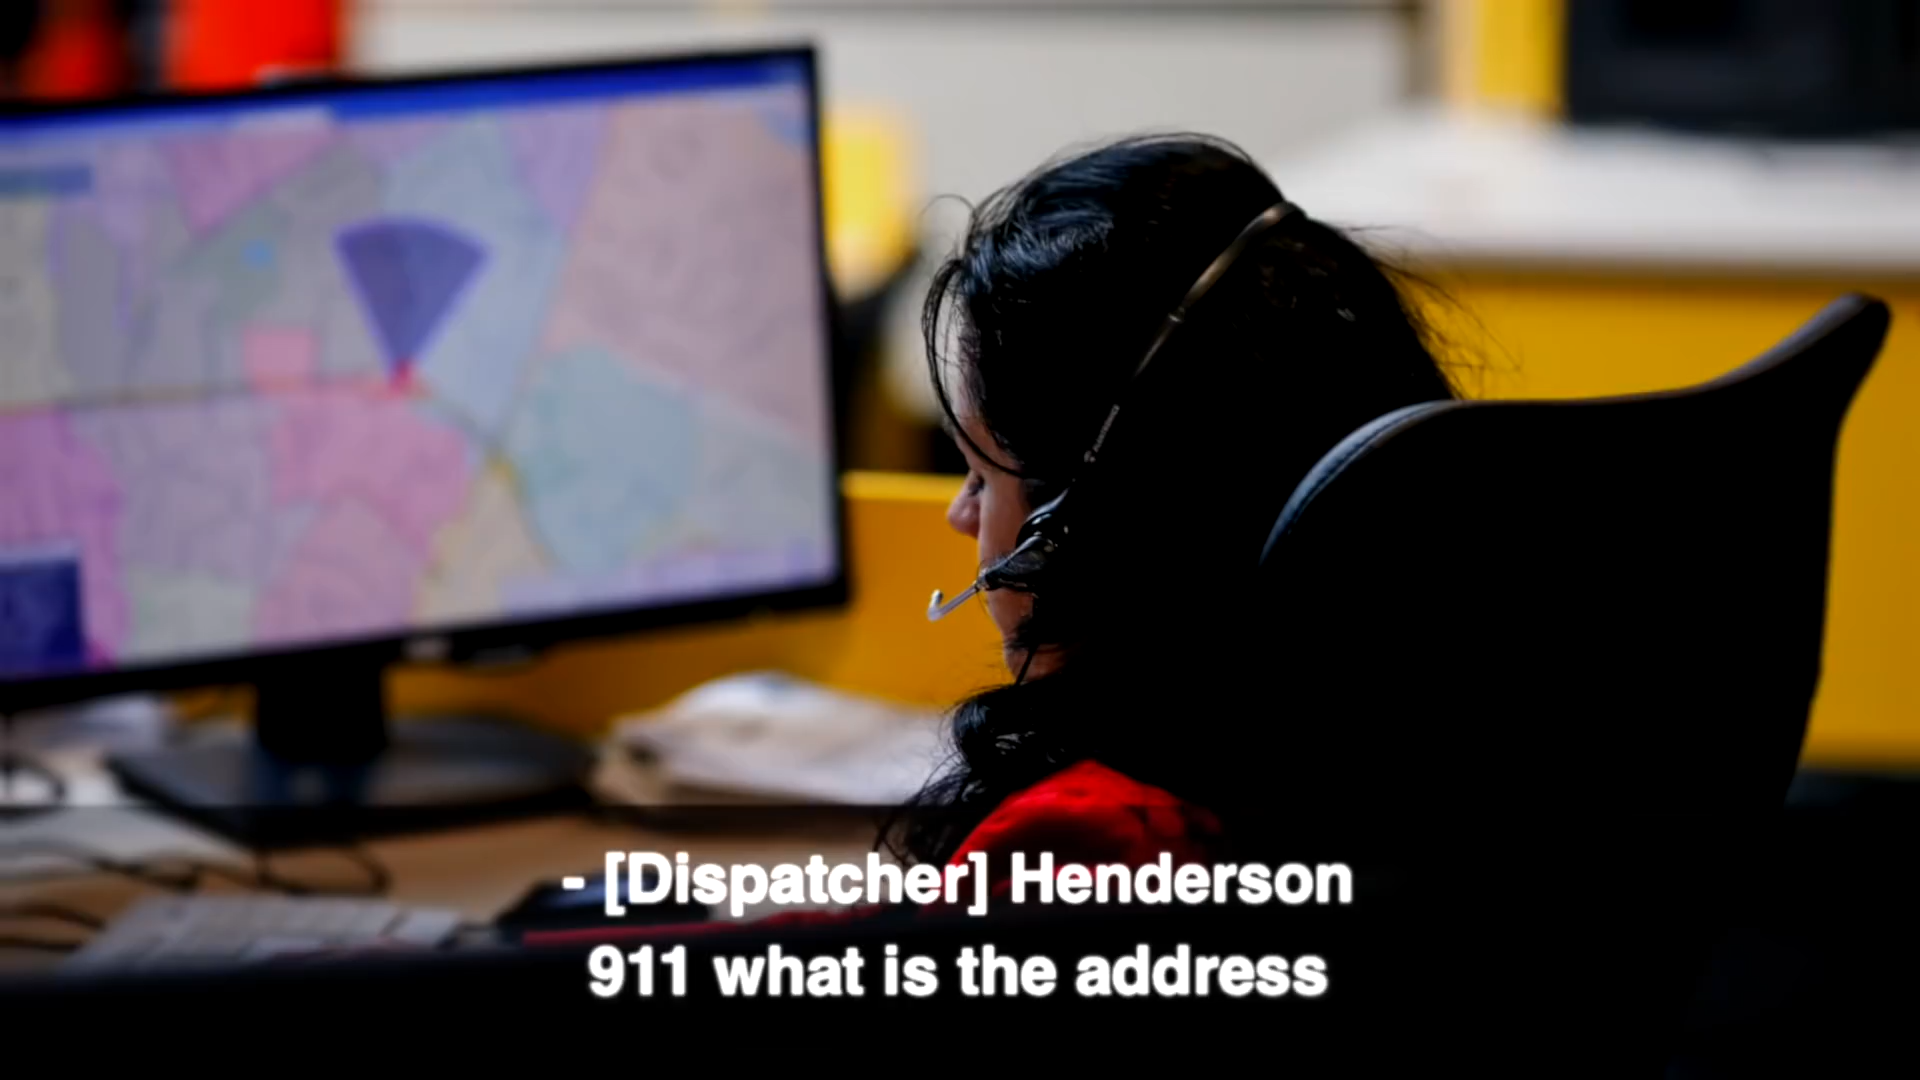 - [Dispatcher] Henderson
911 what is the address